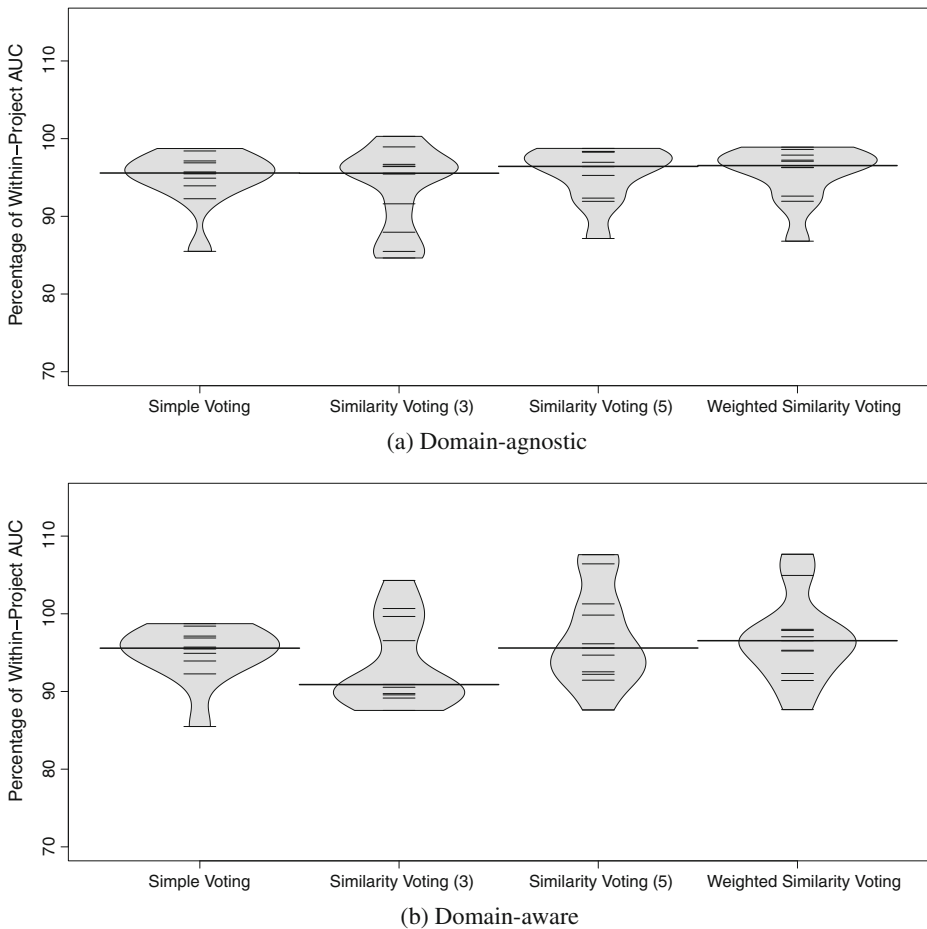 Percentage of Within–Project AUC
110
100
90
80
70
Simple Voting
Similarity Voting (3)
Similarity Voting (5)
Weighted Similarity Voting
(a) Domain-agnostic
Percentage of Within–Project AUC
110
100
90
80
70
Simple Voting
Similarity Voting (3)
Similarity Voting (5)
Weighted Similarity Voting
(b) Domain-aware